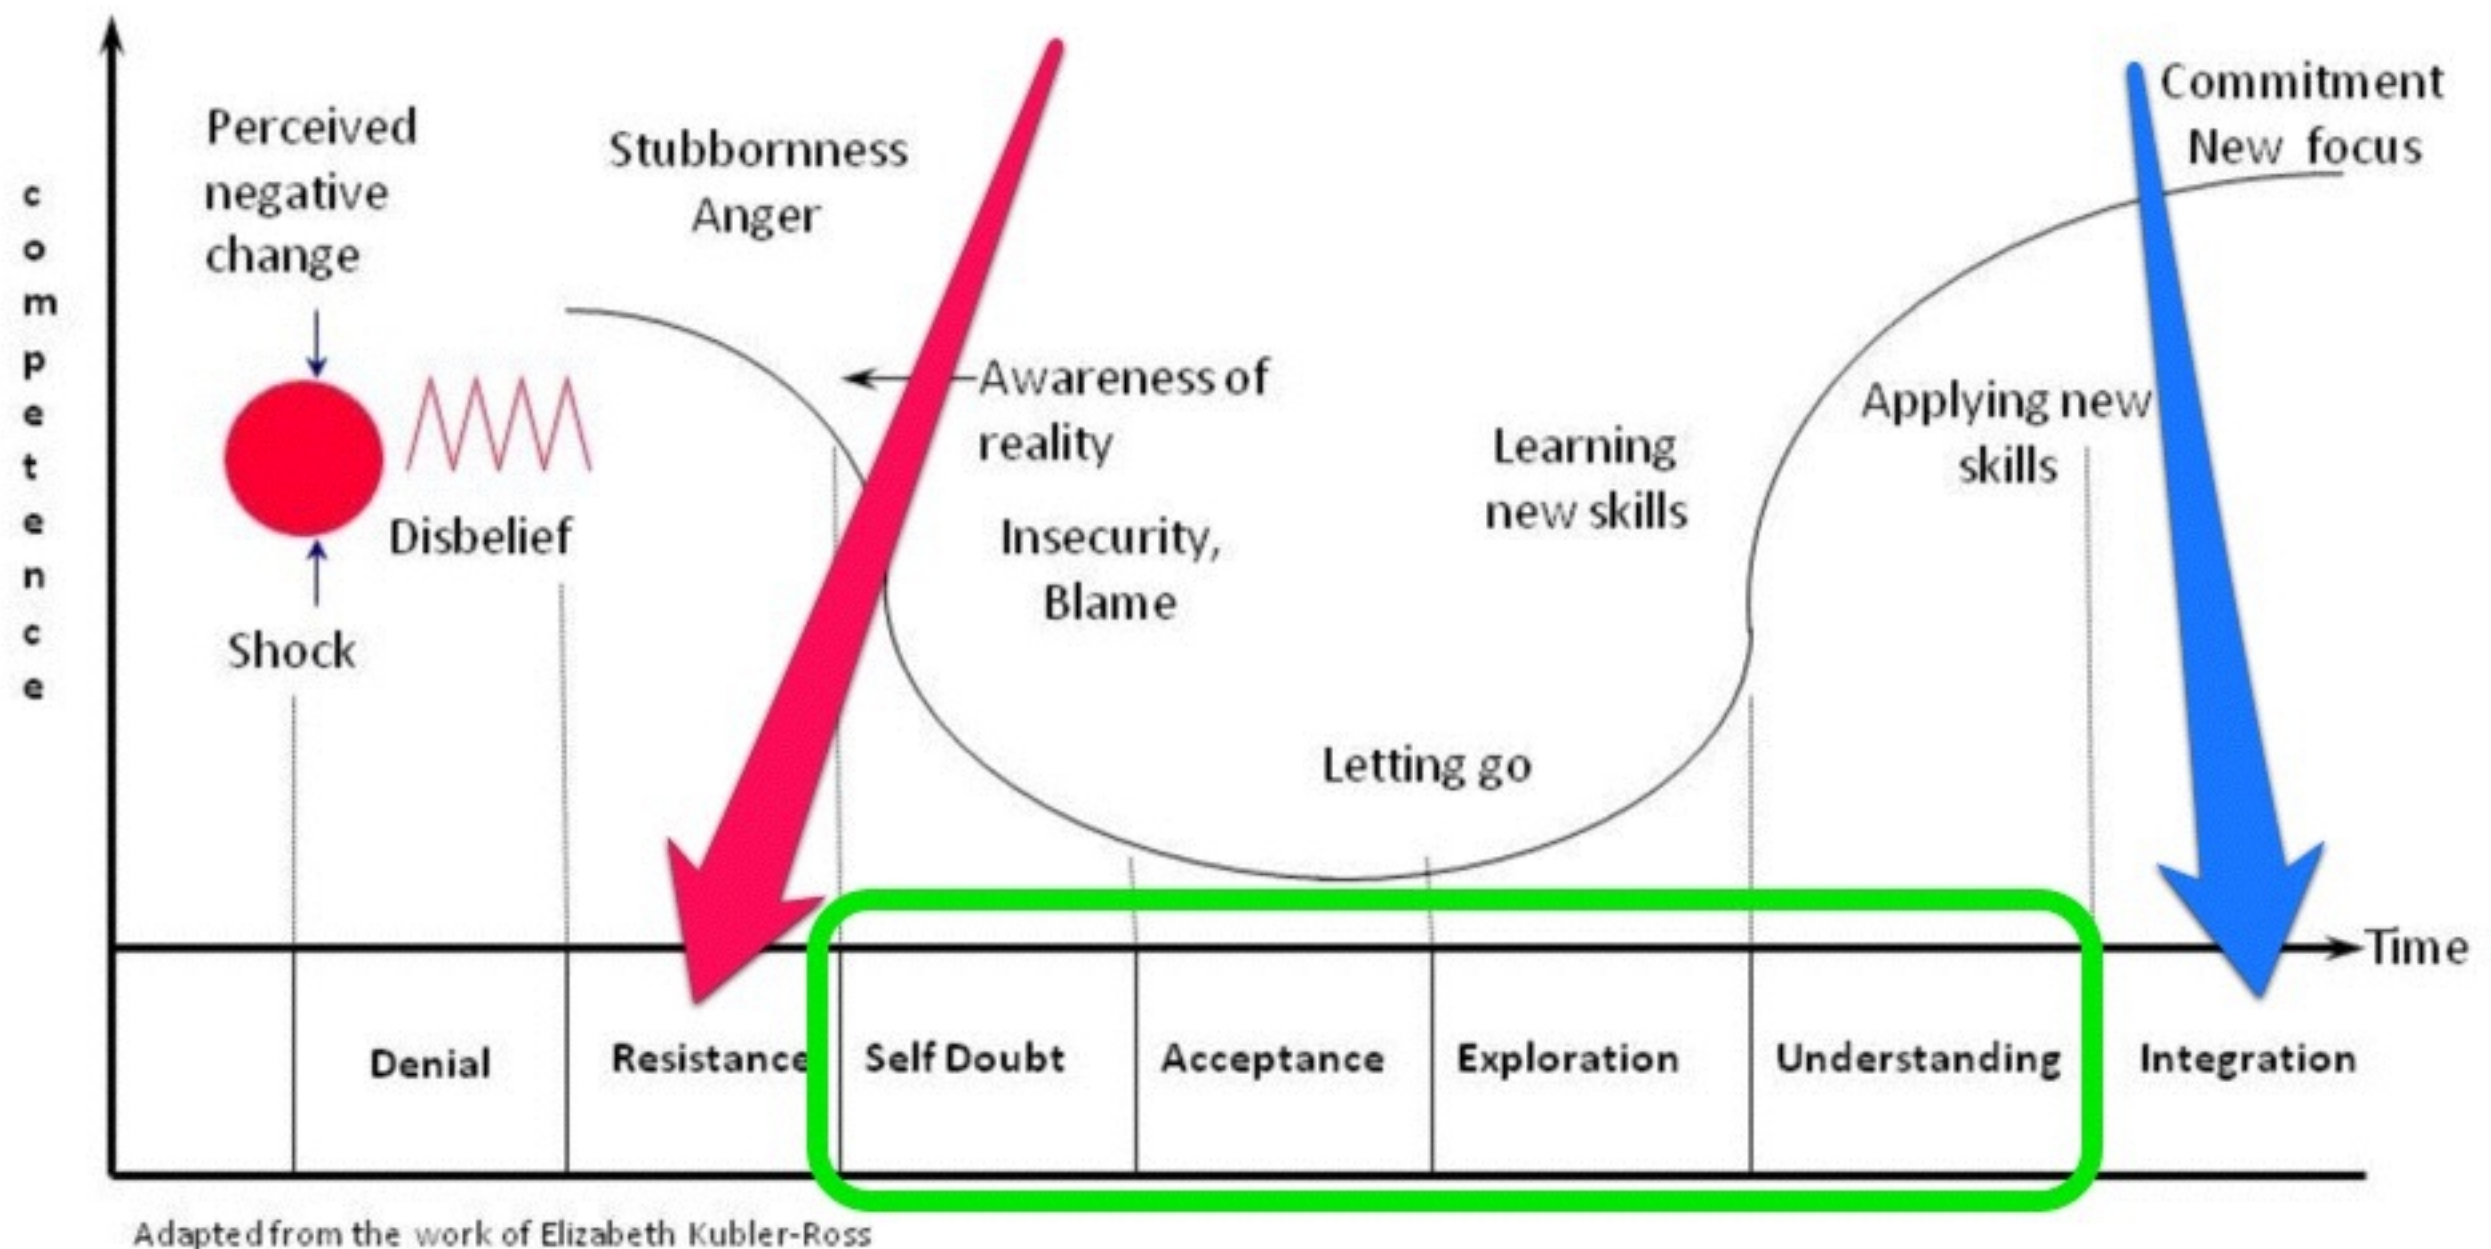 competence
Perceived
negative
change
Shock
Disbelief
Stubbornness
Anger
Awareness of
reality
Insecurity,
Blame
Letting go
Learning
new skills
Applying new
skills
Commitment
New focus
Time
Denial
Resistance
Self Doubt
Acceptance
Exploration
Understanding
Integration
Adapted from the work of Elizabeth Kubler-Ross